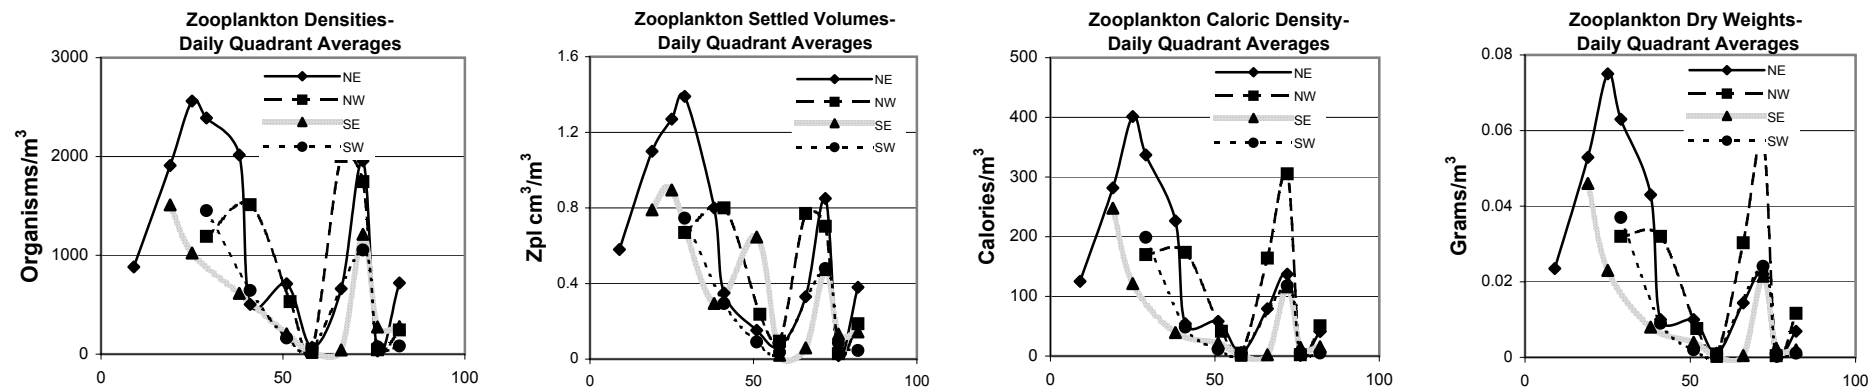 Zooplankton Densities-
Daily Quadrant Averages
3000
2000
1000
0
0
50
100
Organisms/m³
NE
NW
SE
SW
Zooplankton Settled Volumes-
Daily Quadrant Averages
1.6
1.2
0.8
0.4
0
0
50
100
Zpl cm³/m³
NE
NW
SE
SW
Zooplankton Caloric Density-
Daily Quadrant Averages
500
400
300
200
100
0
0
50
100
Calories/m³
NE
NW
SE
SW
Zooplankton Dry Weights-
Daily Quadrant Averages
0.08
0.06
0.04
0.02
0
0
50
100
Grams/m³
NE
NW
SE
SW